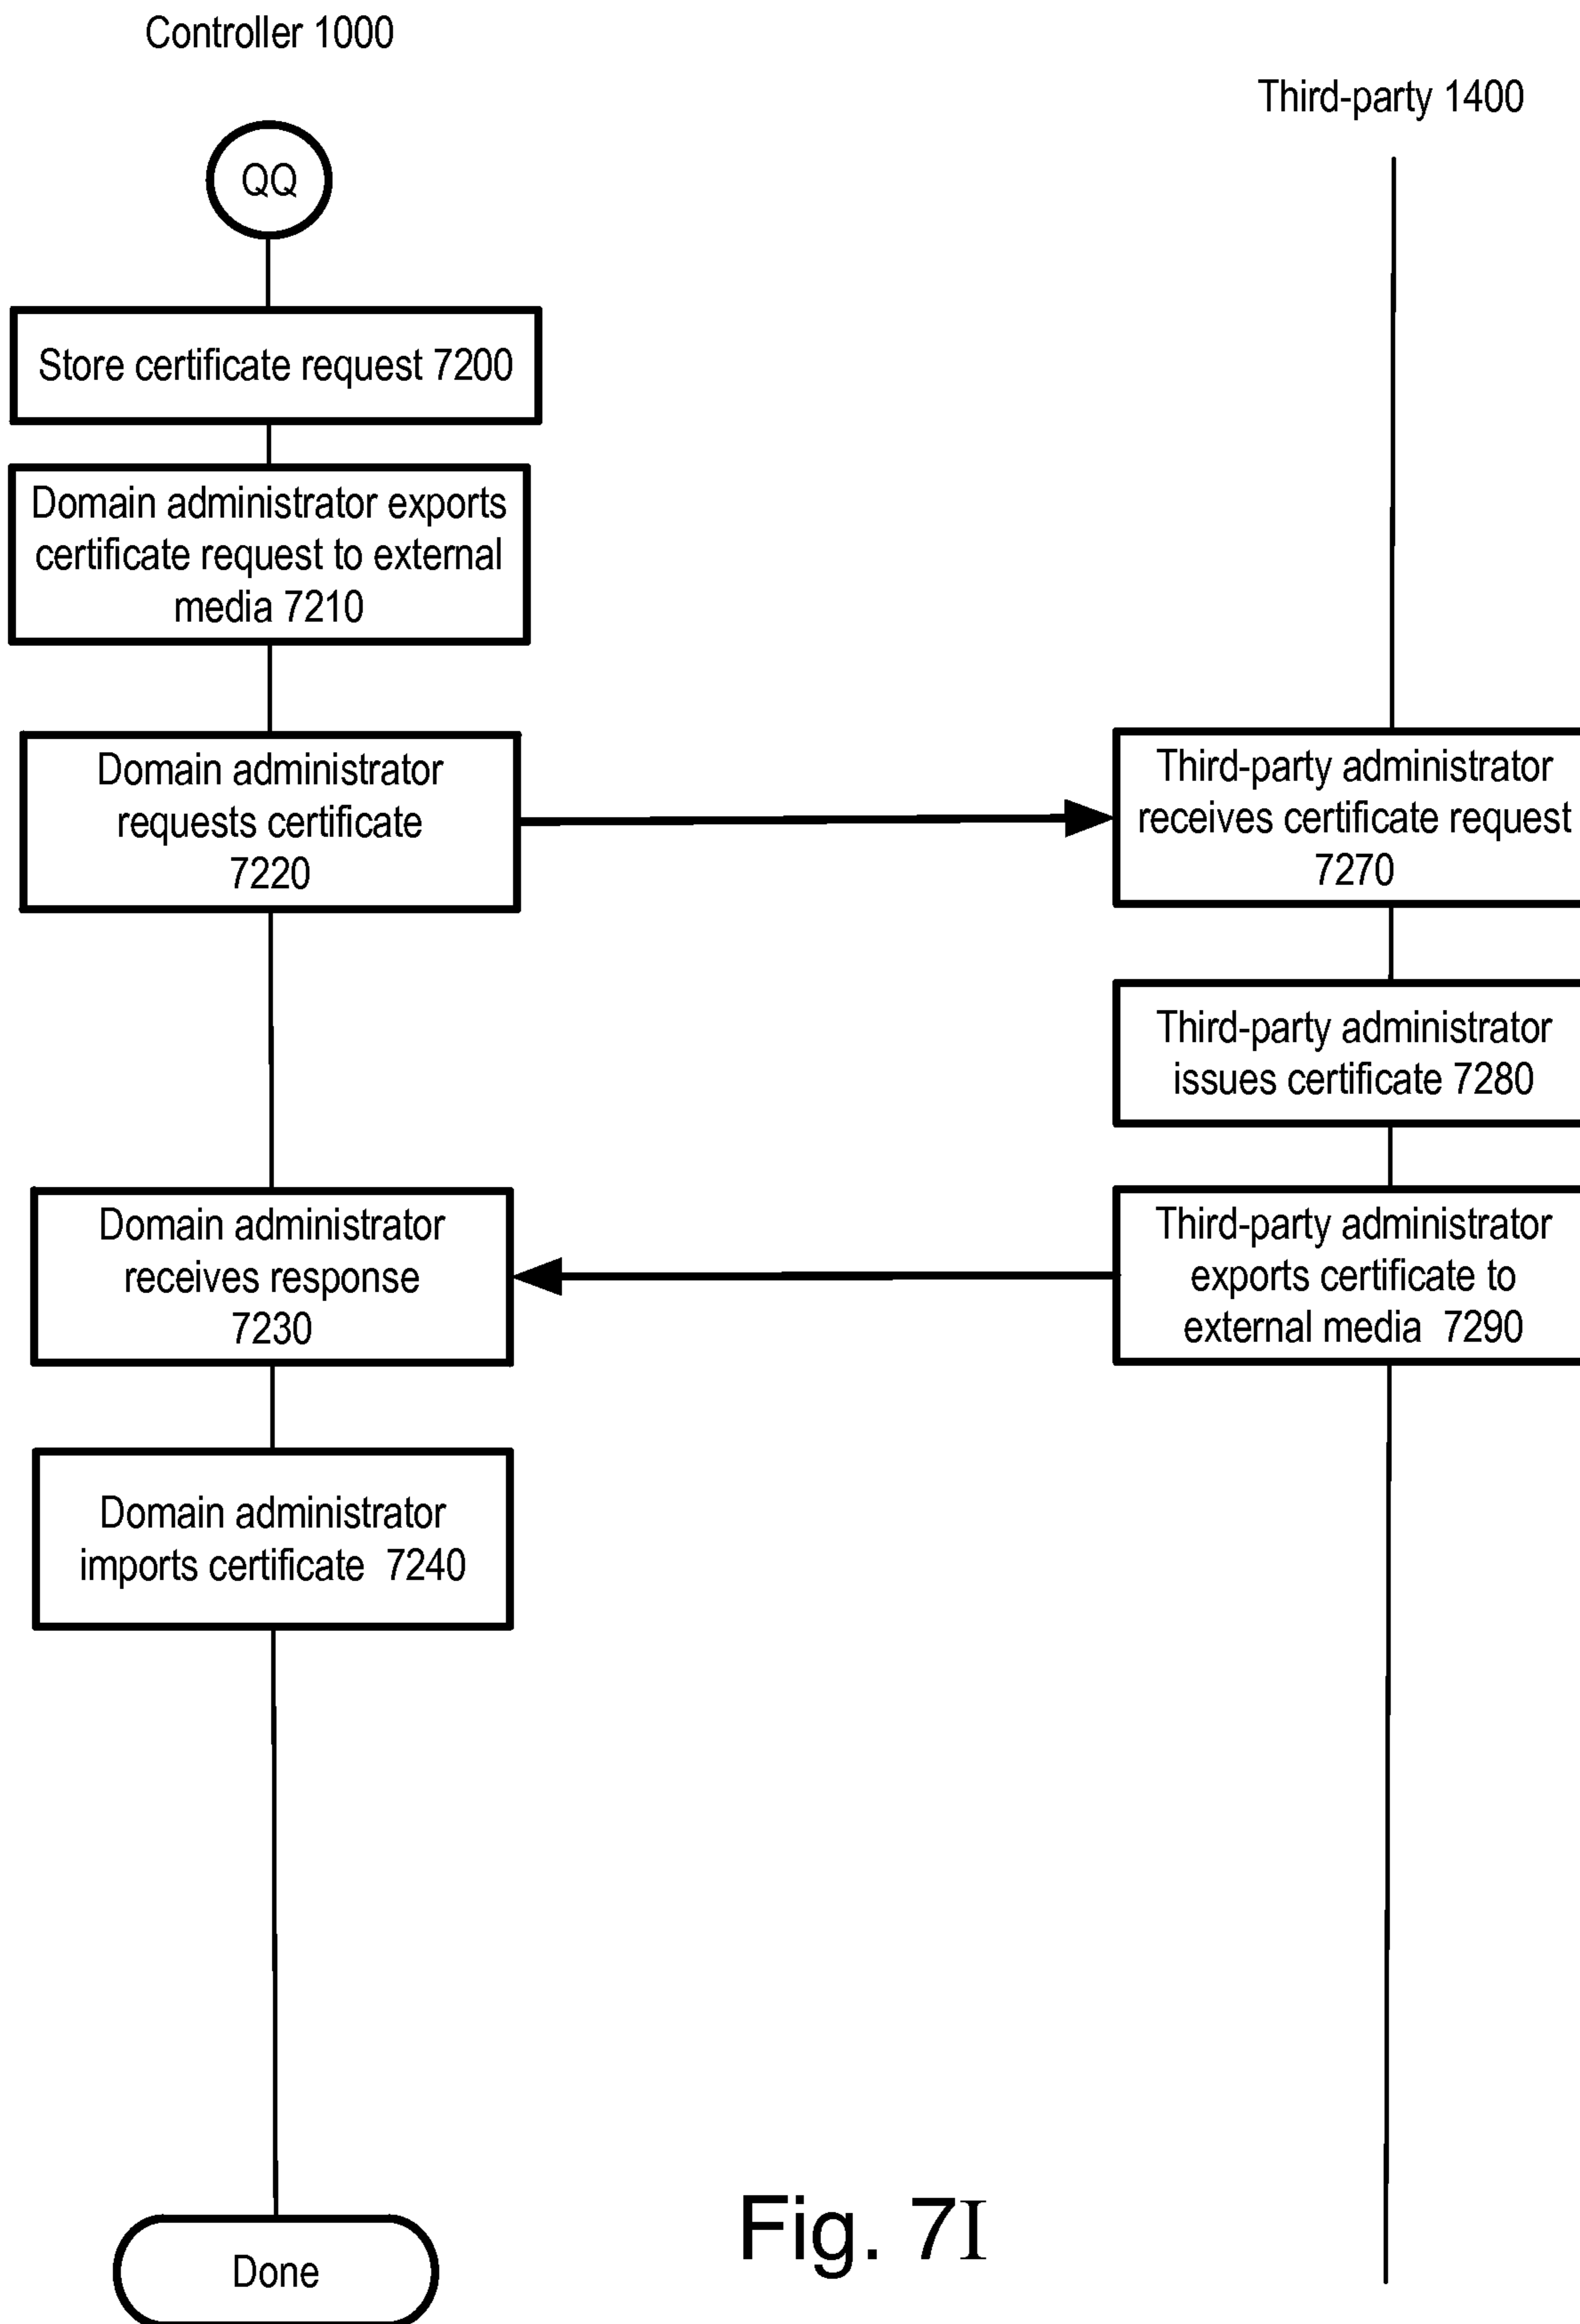 Controller 1000
Third-party 1400
QQ
Store certificate request 7200
Domain administrator exports
certificate request to external
media 7210
Domain administrator
requests certificate
7220
Third-party administrator
receives certificate request
7270
Third-party administrator
issues certificate 7280
Domain administrator
receives response
7230
Third-party administrator
exports certificate to
external media 7290
Domain administrator
imports certificate 7240
Done
Fig. 7I